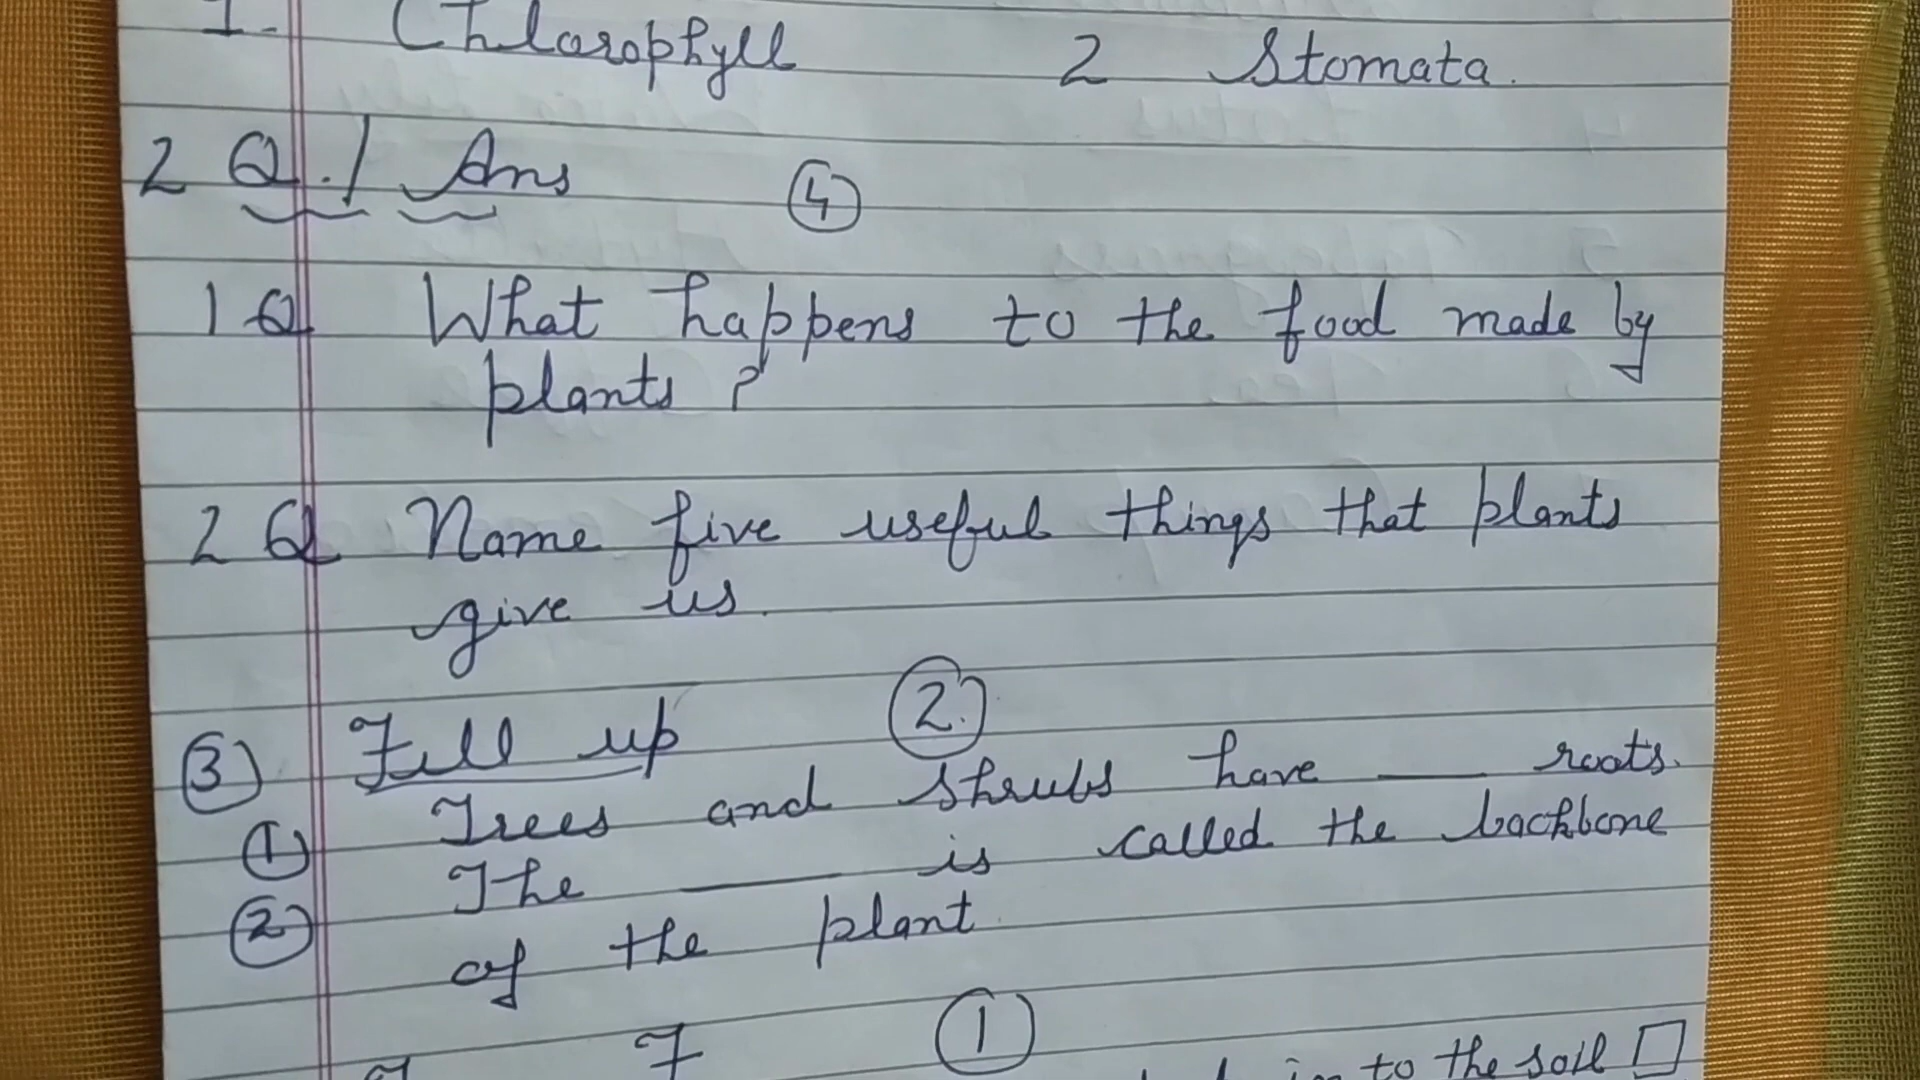 1. Chlorophyll 2 Stomata.
2 Q./ Ans 4
1 Q What happens to the food made by
plants ?
2 Q Name five useful things that plants
give us.
3 Fill up 2.
1 Trees and shrubs have ___ roots.
2 The ___ is called the backbone
of the plant
F 1
to the soil